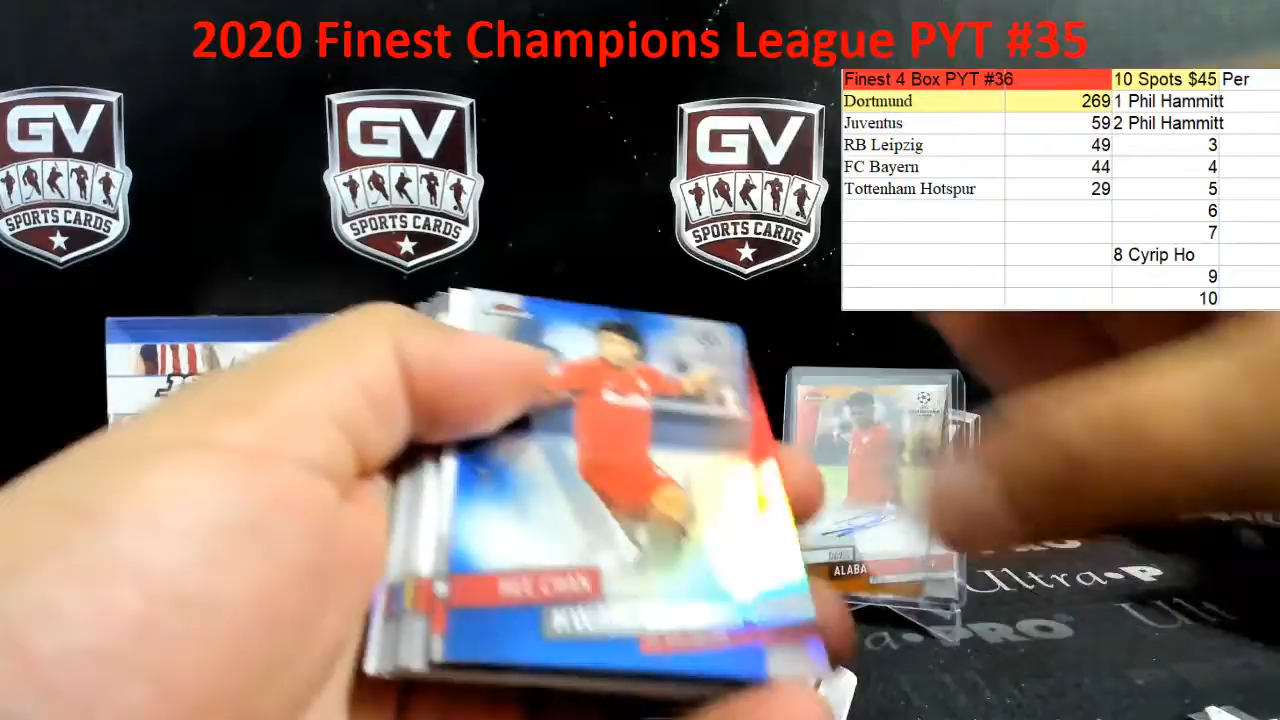 2020 Finest Champions League PYT #35
Finest 4 Box PYT #36 10 Spots $45 Per
Dortmund 269 1 Phil Hammitt
Juventus 59 2 Phil Hammitt
RB Leipzig 49 3
FC Bayern 44 4
Tottenham Hotspur 29 5
6
7
8 Cyrip Ho
9
10
GV
SPORTS CARDS
GV
SPORTS CARDS
GV
SPORTS CARDS
HEE CHAN
ALABA
Ultra
PRO